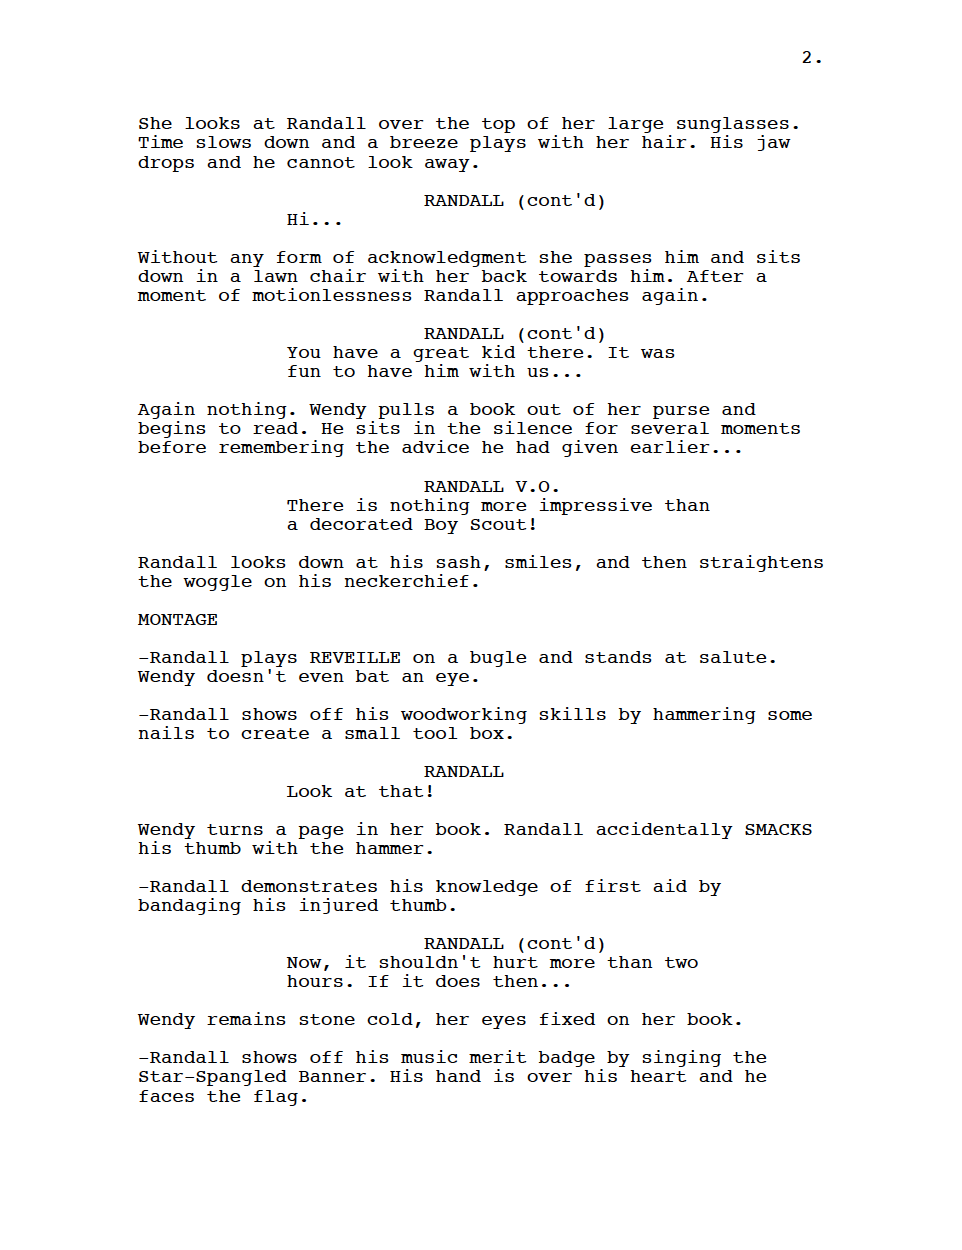 2.
She looks at Randall over the top of her large sunglasses.
Time slows down and a breeze plays with her hair. His jaw
drops and he cannot look away.
RANDALL (cont'd)
Hi...
Without any form of acknowledgment she passes him and sits
down in a lawn chair with her back towards him. After a
moment of motionlessness Randall approaches again.
RANDALL (cont'd)
You have a great kid there. It was
fun to have him with us...
Again nothing. Wendy pulls a book out of her purse and
begins to read. He sits in the silence for several moments
before remembering the advice he had given earlier...
RANDALL V.O.
There is nothing more impressive than
a decorated Boy Scout!
Randall looks down at his sash, smiles, and then straightens
the woggle on his neckerchief.
MONTAGE
-Randall plays REVEILLE on a bugle and stands at salute.
Wendy doesn't even bat an eye.
-Randall shows off his woodworking skills by hammering some
nails to create a small tool box.
RANDALL
Look at that!
Wendy turns a page in her book. Randall accidentally SMACKS
his thumb with the hammer.
-Randall demonstrates his knowledge of first aid by
bandaging his injured thumb.
RANDALL (cont'd)
Now, it shouldn't hurt more than two
hours. If it does then...
Wendy remains stone cold, her eyes fixed on her book.
-Randall shows off his music merit badge by singing the
Star-Spangled Banner. His hand is over his heart and he
faces the flag.